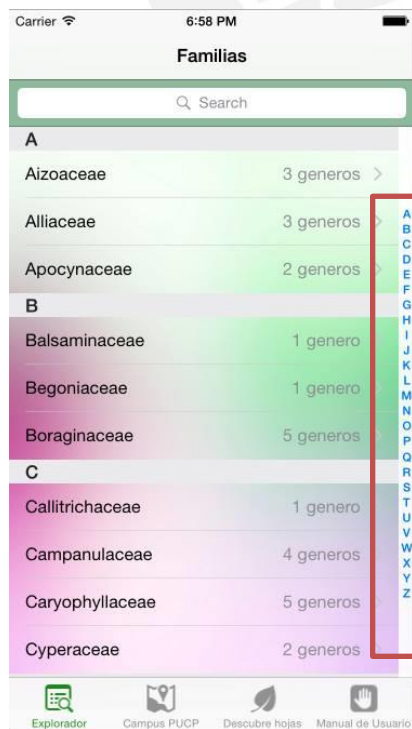 Carrier 6:58 PM
Familias
Search
A
Aizoaceae 3 generos
Alliaceae 3 generos
Apocynaceae 2 generos
B
Balsaminaceae 1 genero
Begoniaceae 1 genero
Boraginaceae 5 generos
C
Callitrichaceae 1 genero
Campanulaceae 4 generos
Caryophyllaceae 5 generos
Cyperaceae 2 generos
A
B
C
D
E
F
G
H
I
J
K
L
M
N
O
P
Q
R
S
T
U
V
W
X
Y
Z
Explorador Campus PUCP Descubre hojas Manual de Usuario